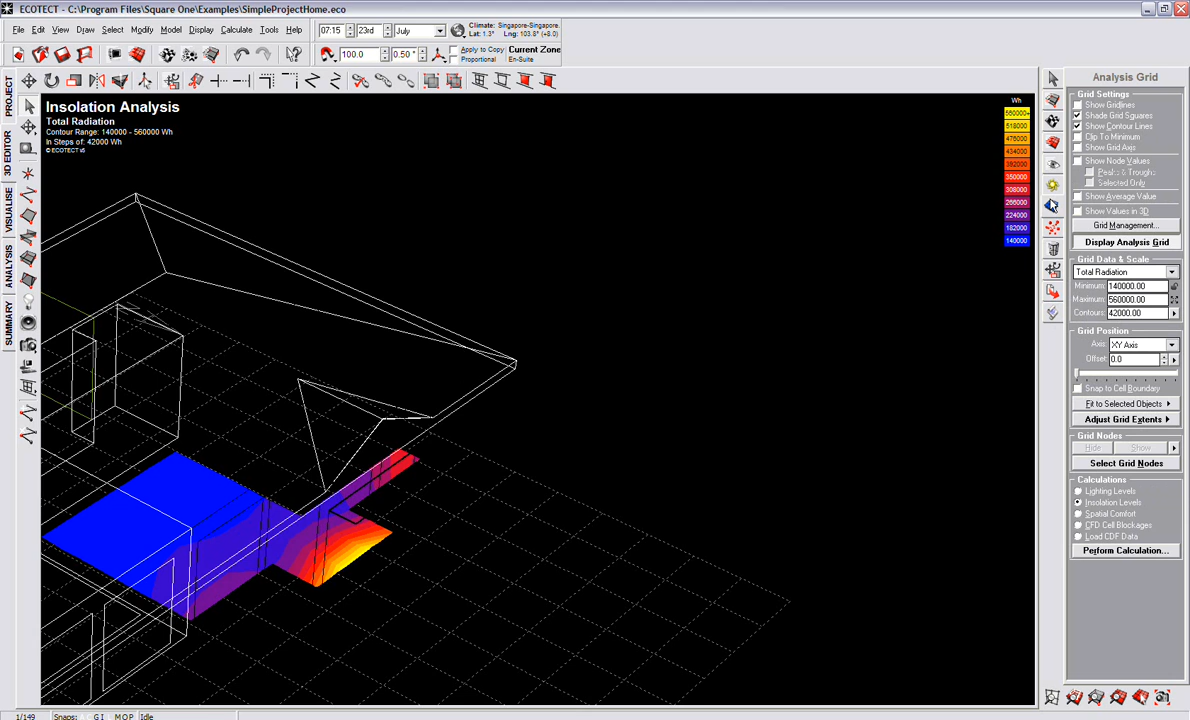 ECOTECT - C:\Program Files\Square One\Examples\SimpleProjectHome.eco
File Edit View Draw Select Modify Model Display Calculate Tools Help
07:15 23rd July
Climate: Singapore-Singapore.
Lat: 1.3° Lng: 103.8° (+8.0)
100.0 0.50 °
Apply to Copy
Proportional
Current Zone
En-Suite
PROJECT
3D EDITOR
VISUALISE
ANALYSIS
SUMMARY
Insolation Analysis
Total Radiation
Contour Range: 140000 - 560000 Wh
In Steps of: 42000 Wh
© ECOTECT v5
Wh
560000+
518000
476000
434000
392000
350000
308000
266000
224000
182000
140000
Analysis Grid
Grid Settings
Show Gridlines
Shade Grid Squares
Show Contour Lines
Clip To Minimum
Show Grid Axis
Show Node Values
Peaks & Troughs
Selected Only
Show Average Value
Show Values in 3D
Grid Management...
Display Analysis Grid
Grid Data & Scale
Total Radiation
Minimum: 140000.00
Maximum: 560000.00
Contours: 42000.00
Grid Position
Axis: XY Axis
Offset: 0.0
Snap to Cell Boundary
Fit to Selected Objects
Adjust Grid Extents
Grid Nodes
Hide Show
Select Grid Nodes
Calculations
Lighting Levels
Insolation Levels
Spatial Comfort
CFD Cell Blockages
Load CDF Data
Perform Calculation...
1/149 Snaps: G I M O P Idle